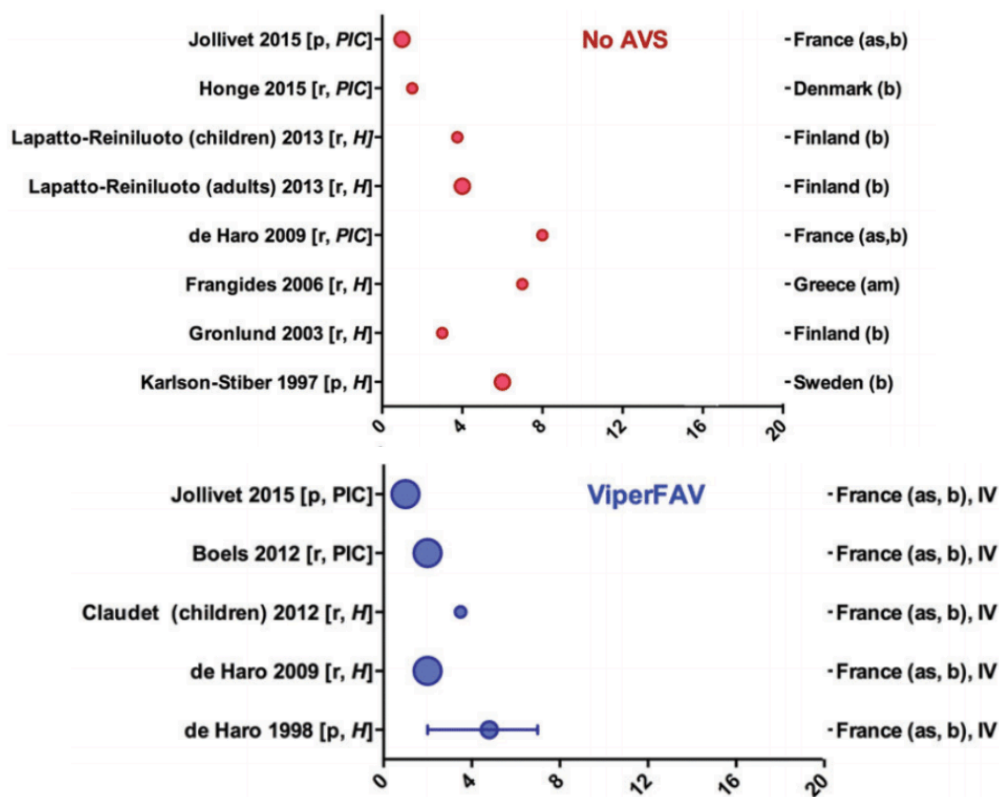 Jollivet 2015 [p, PIC] No AVS - France (as,b)
Honge 2015 [r, PIC] - Denmark (b)
Lapatto-Reiniluoto (children) 2013 [r, H] - Finland (b)
Lapatto-Reiniluoto (adults) 2013 [r, H] - Finland (b)
de Haro 2009 [r, PIC] - France (as,b)
Frangides 2006 [r, H] - Greece (am)
Gronlund 2003 [r, H] - Finland (b)
Karlson-Stiber 1997 [p, H] - Sweden (b)
0 4 8 12 16 20
Jollivet 2015 [p, PIC] ViperFAV - France (as, b), IV
Boels 2012 [r, PIC] - France (as, b), IV
Claudet (children) 2012 [r, H] - France (as, b), IV
de Haro 2009 [r, H] - France (as, b), IV
de Haro 1998 [p, H] - France (as, b), IV
0 4 8 12 16 20